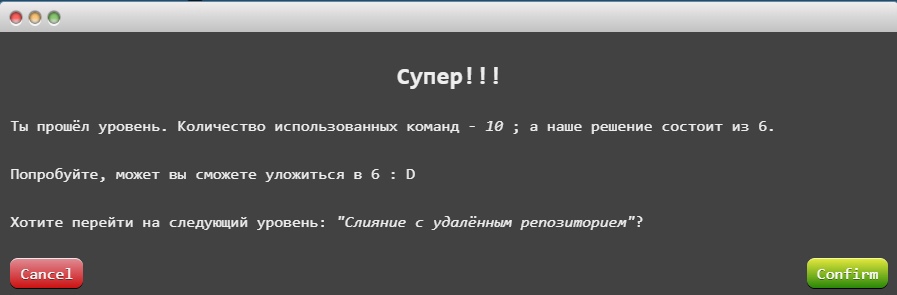 Супер!!!
Ты прошёл уровень. Количество использованных команд - 10 ; а наше решение состоит из 6.
Попробуйте, может вы сможете уложиться в 6 : D
Хотите перейти на следующий уровень: "Слияние с удалённым репозиторием"?
Cancel Confirm